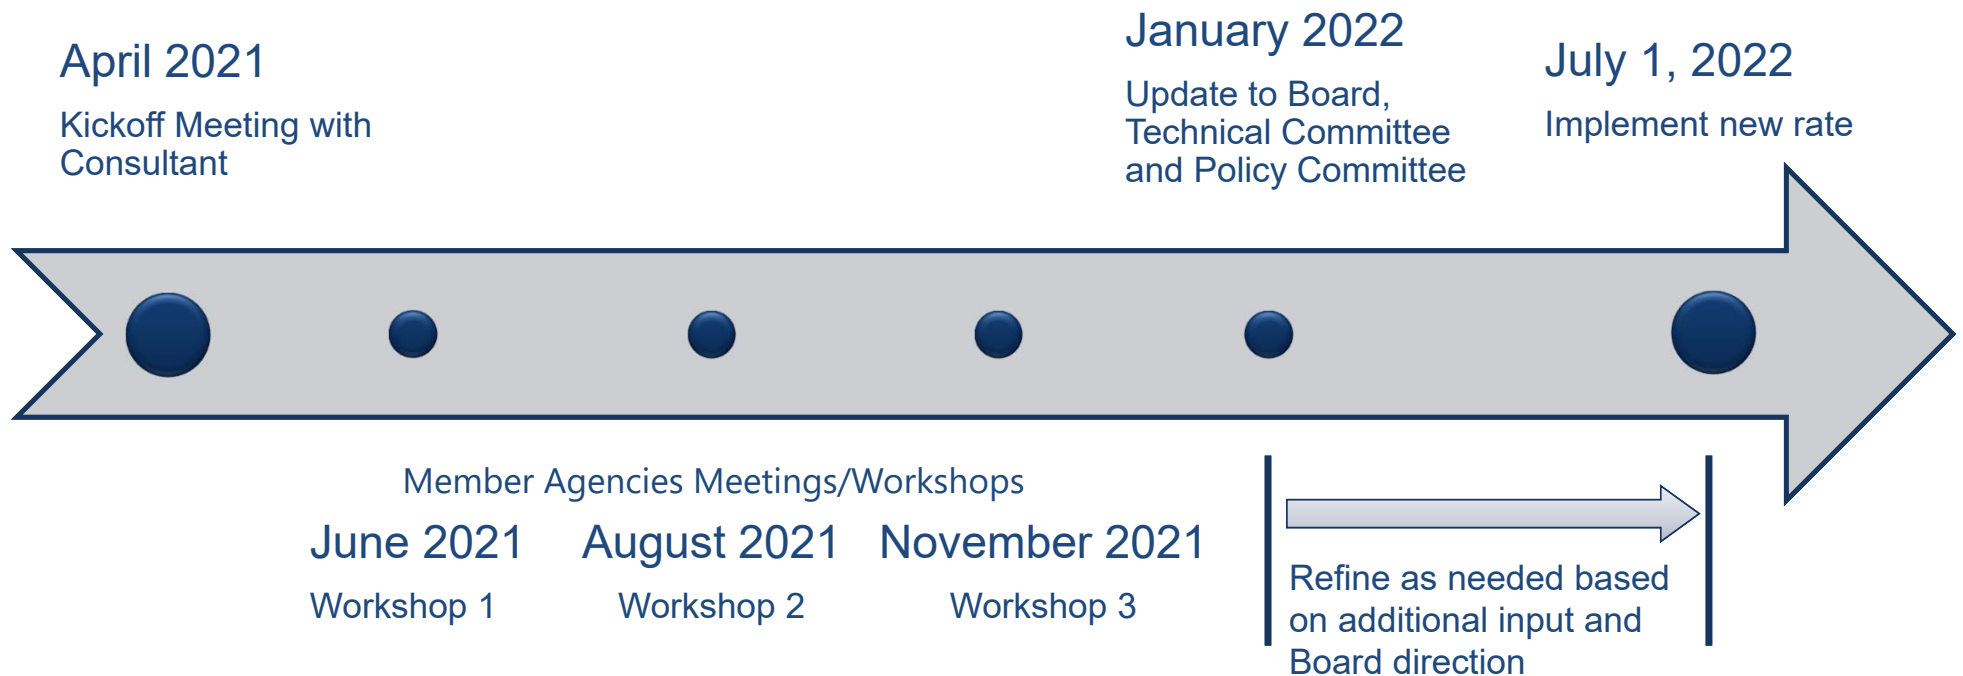 April 2021
Kickoff Meeting with
Consultant
January 2022
Update to Board,
Technical Committee
and Policy Committee
July 1, 2022
Implement new rate
Member Agencies Meetings/Workshops
June 2021
Workshop 1
August 2021
Workshop 2
November 2021
Workshop 3
Refine as needed based
on additional input and
Board direction